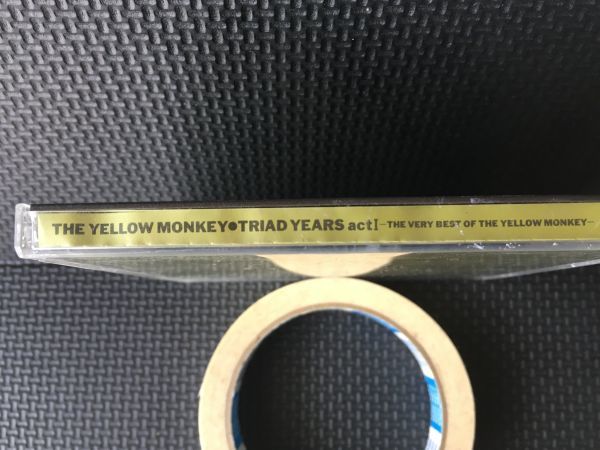 THE YELLOW MONKEY●TRIAD YEARS actI—THE VERY BEST OF THE YELLOW MONKEY—